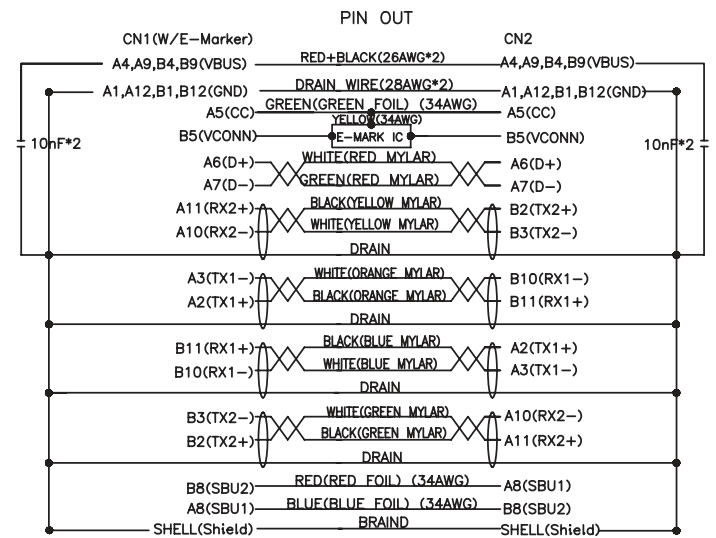 PIN OUT
CN1(W/E-Marker) CN2
A4,A9,B4,B9(VBUS) RED+BLACK(26AWG*2) A4,A9,B4,B9(VBUS)
A1,A12,B1,B12(GND) DRAIN WIRE(28AWG*2) A1,A12,B1,B12(GND)
A5(CC) GREEN(GREEN FOIL) (34AWG) A5(CC)
YELLOW(34AWG)
B5(VCONN) E-MARK IC B5(VCONN)
10nF*2 10nF*2
A6(D+) WHITE(RED MYLAR) A6(D+)
A7(D-) GREEN(RED MYLAR) A7(D-)
A11(RX2+) BLACK(YELLOW MYLAR) B2(TX2+)
A10(RX2-) WHITE(YELLOW MYLAR) B3(TX2-)
DRAIN
A3(TX1-) WHITE(ORANGE MYLAR) B10(RX1-)
A2(TX1+) BLACK(ORANGE MYLAR) B11(RX1+)
DRAIN
B11(RX1+) BLACK(BLUE MYLAR) A2(TX1+)
B10(RX1-) WHITE(BLUE MYLAR) A3(TX1-)
DRAIN
B3(TX2-) WHITE(GREEN MYLAR) A10(RX2-)
B2(TX2+) BLACK(GREEN MYLAR) A11(RX2+)
DRAIN
B8(SBU2) RED(RED FOIL) (34AWG) A8(SBU1)
A8(SBU1) BLUE(BLUE FOIL) (34AWG) B8(SBU2)
SHELL(Shield) BRAIND SHELL(Shield)